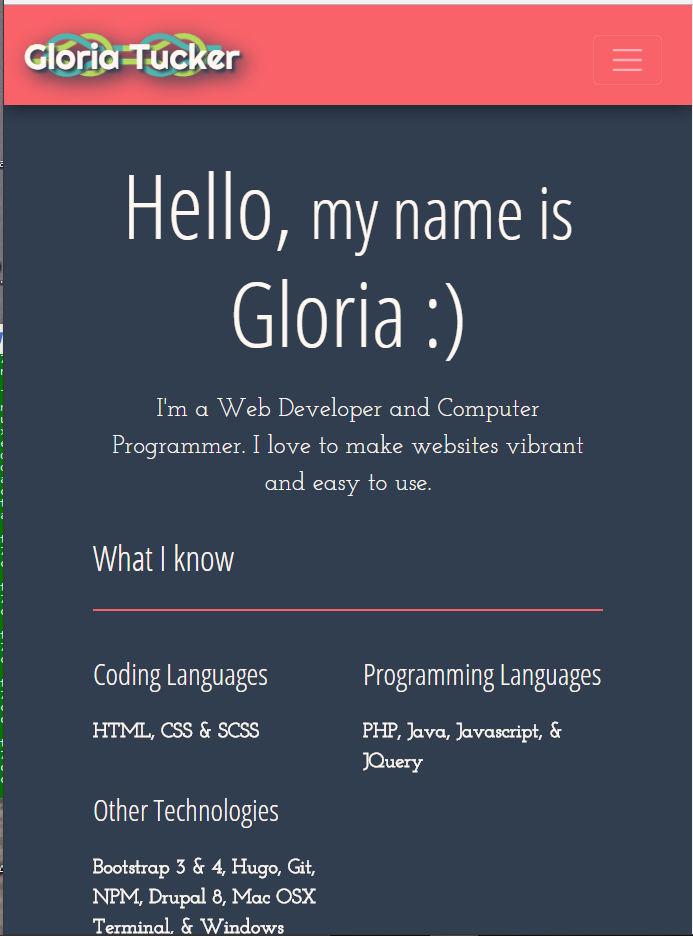 Gloria Tucker
Hello, my name is
Gloria :)
I'm a Web Developer and Computer
Programmer. I love to make websites vibrant
and easy to use.
What I know
Coding Languages
HTML, CSS & SCSS
Programming Languages
PHP, Java, Javascript, &
JQuery
Other Technologies
Bootstrap 3 & 4, Hugo, Git,
NPM, Drupal 8, Mac OSX
Terminal, & Windows